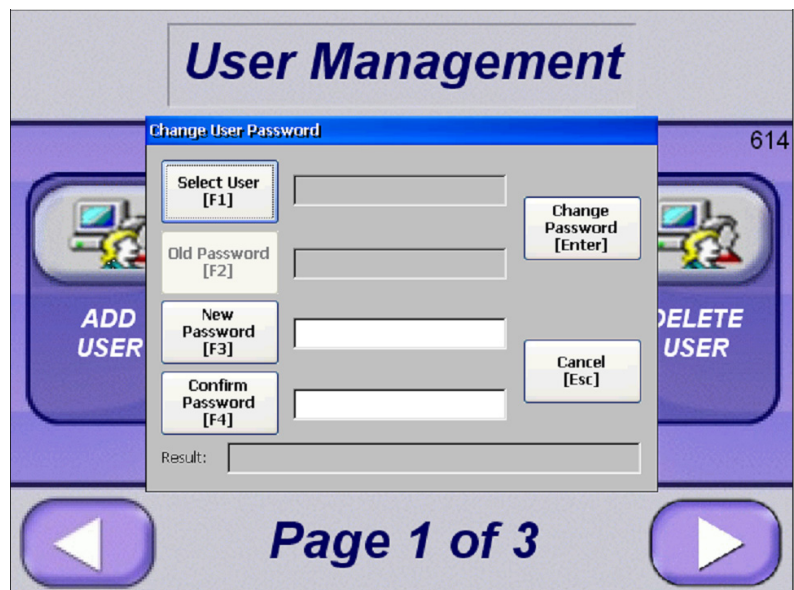 User Management
Change User Password
614
Select User
[F1]
Change
Password
[Enter]
Old Password
[F2]
ADD
USER
New
Password
[F3]
DELETE
USER
Cancel
[Esc]
Confirm
Password
[F4]
Result:
Page 1 of 3